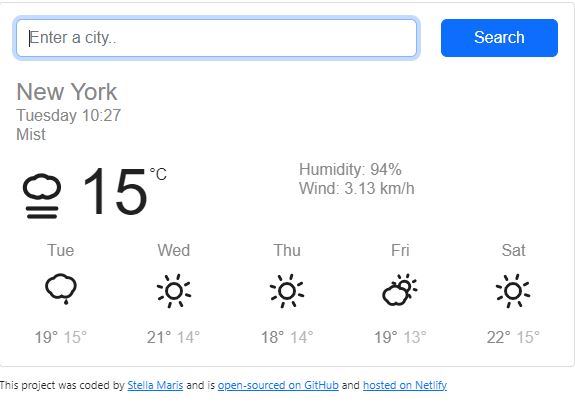 Enter a city..
Search
New York
Tuesday 10:27
Mist
15°C
Humidity: 94%
Wind: 3.13 km/h
Tue Wed Thu Fri Sat
19° 15° 21° 14° 18° 14° 19° 13° 22° 15°
This project was coded by Stella Maris and is open-sourced on GitHub and hosted on Netlify